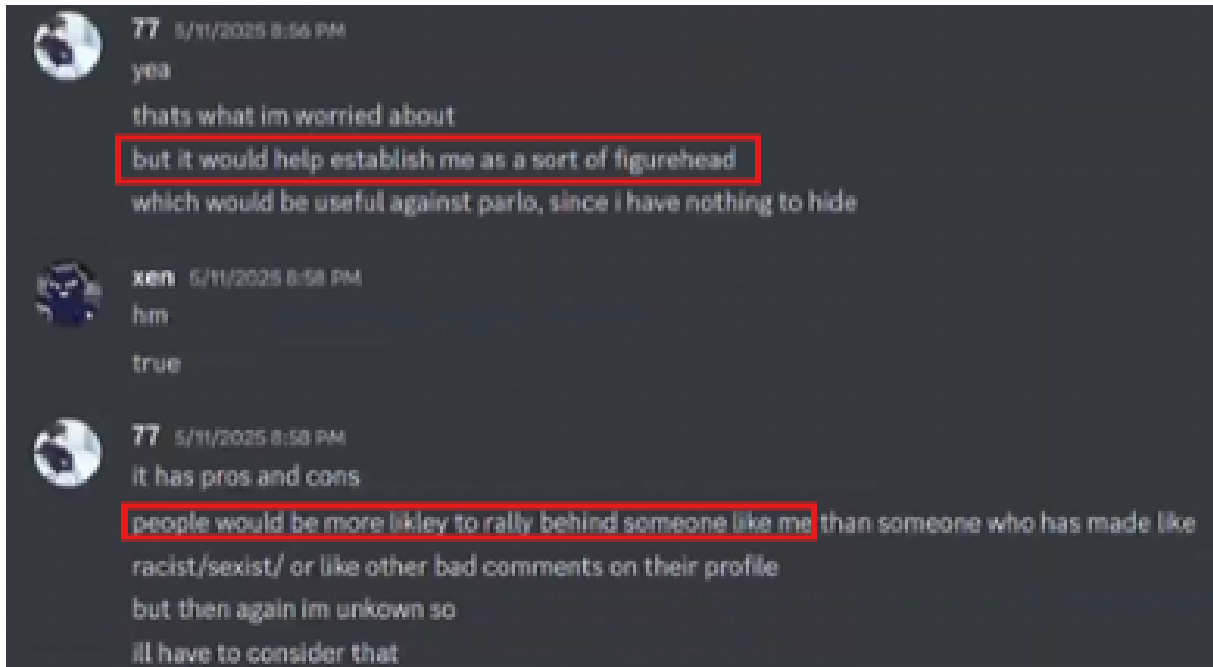 77 5/11/2025 8:56 PM
yea
thats what im worried about
but it would help establish me as a sort of figurehead
which would be useful against parlo, since i have nothing to hide
xen 5/11/2025 8:58 PM
hm
true
77 5/11/2025 8:58 PM
it has pros and cons
people would be more likley to rally behind someone like me than someone who has made like
racist/sexist/ or like other bad comments on their profile
but then again im unkown so
ill have to consider that